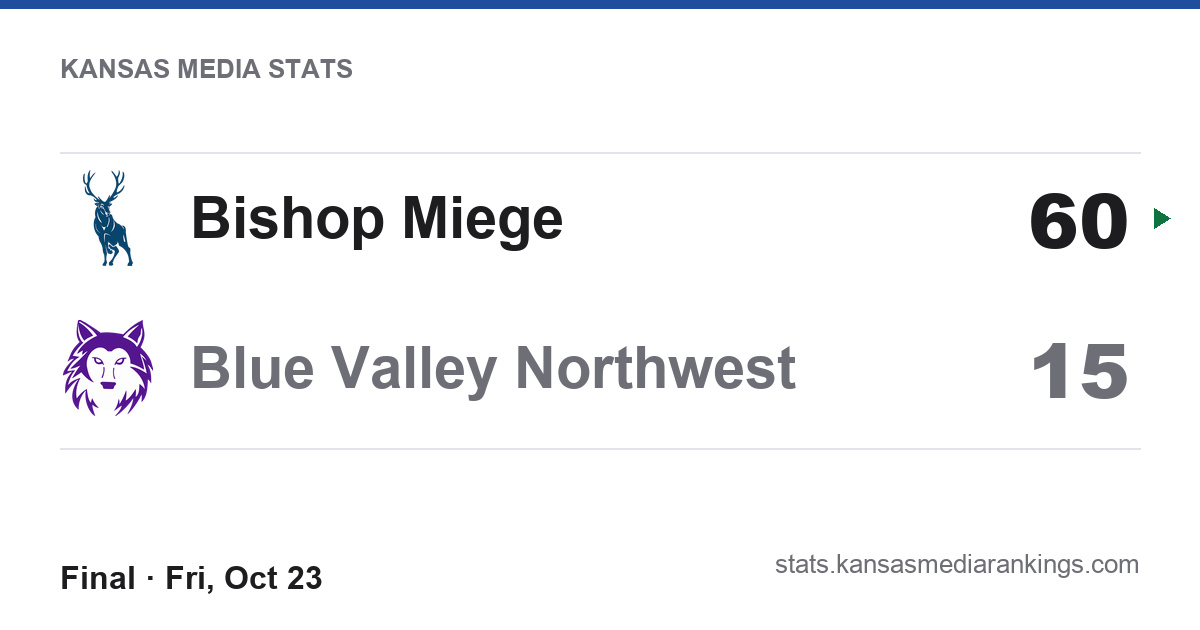 KANSAS MEDIA STATS
Bishop Miege 60
Blue Valley Northwest 15
Final · Fri, Oct 23
stats.kansasmediarankings.com